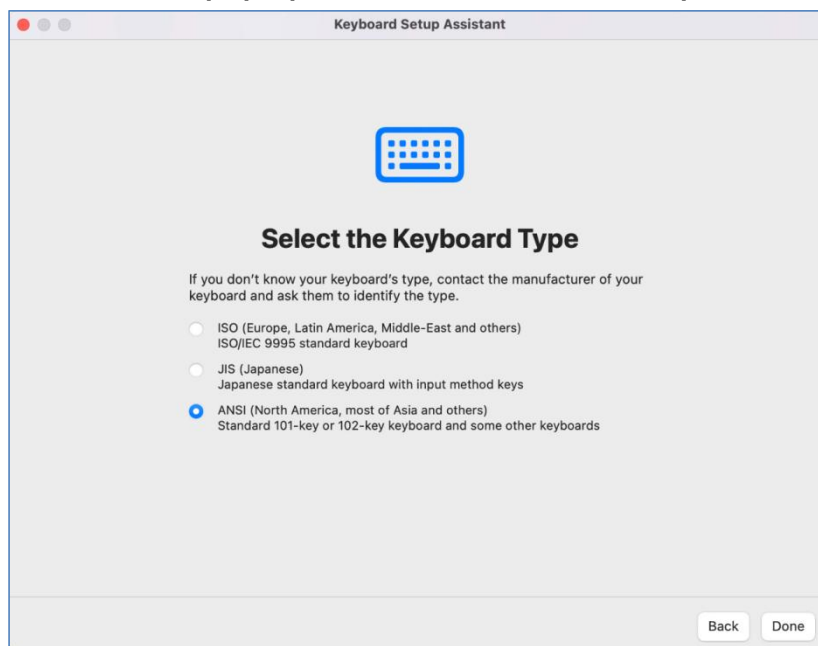 Keyboard Setup Assistant
Select the Keyboard Type
If you don’t know your keyboard’s type, contact the manufacturer of your
keyboard and ask them to identify the type.
ISO (Europe, Latin America, Middle-East and others)
ISO/IEC 9995 standard keyboard
JIS (Japanese)
Japanese standard keyboard with input method keys
ANSI (North America, most of Asia and others)
Standard 101-key or 102-key keyboard and some other keyboards
Back Done